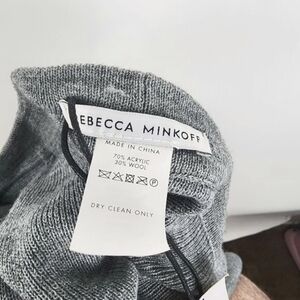 EBECCA MINKOFF
MADE IN CHINA
70% ACRYLIC
30% WOOL
P
DRY CLEAN ONLY